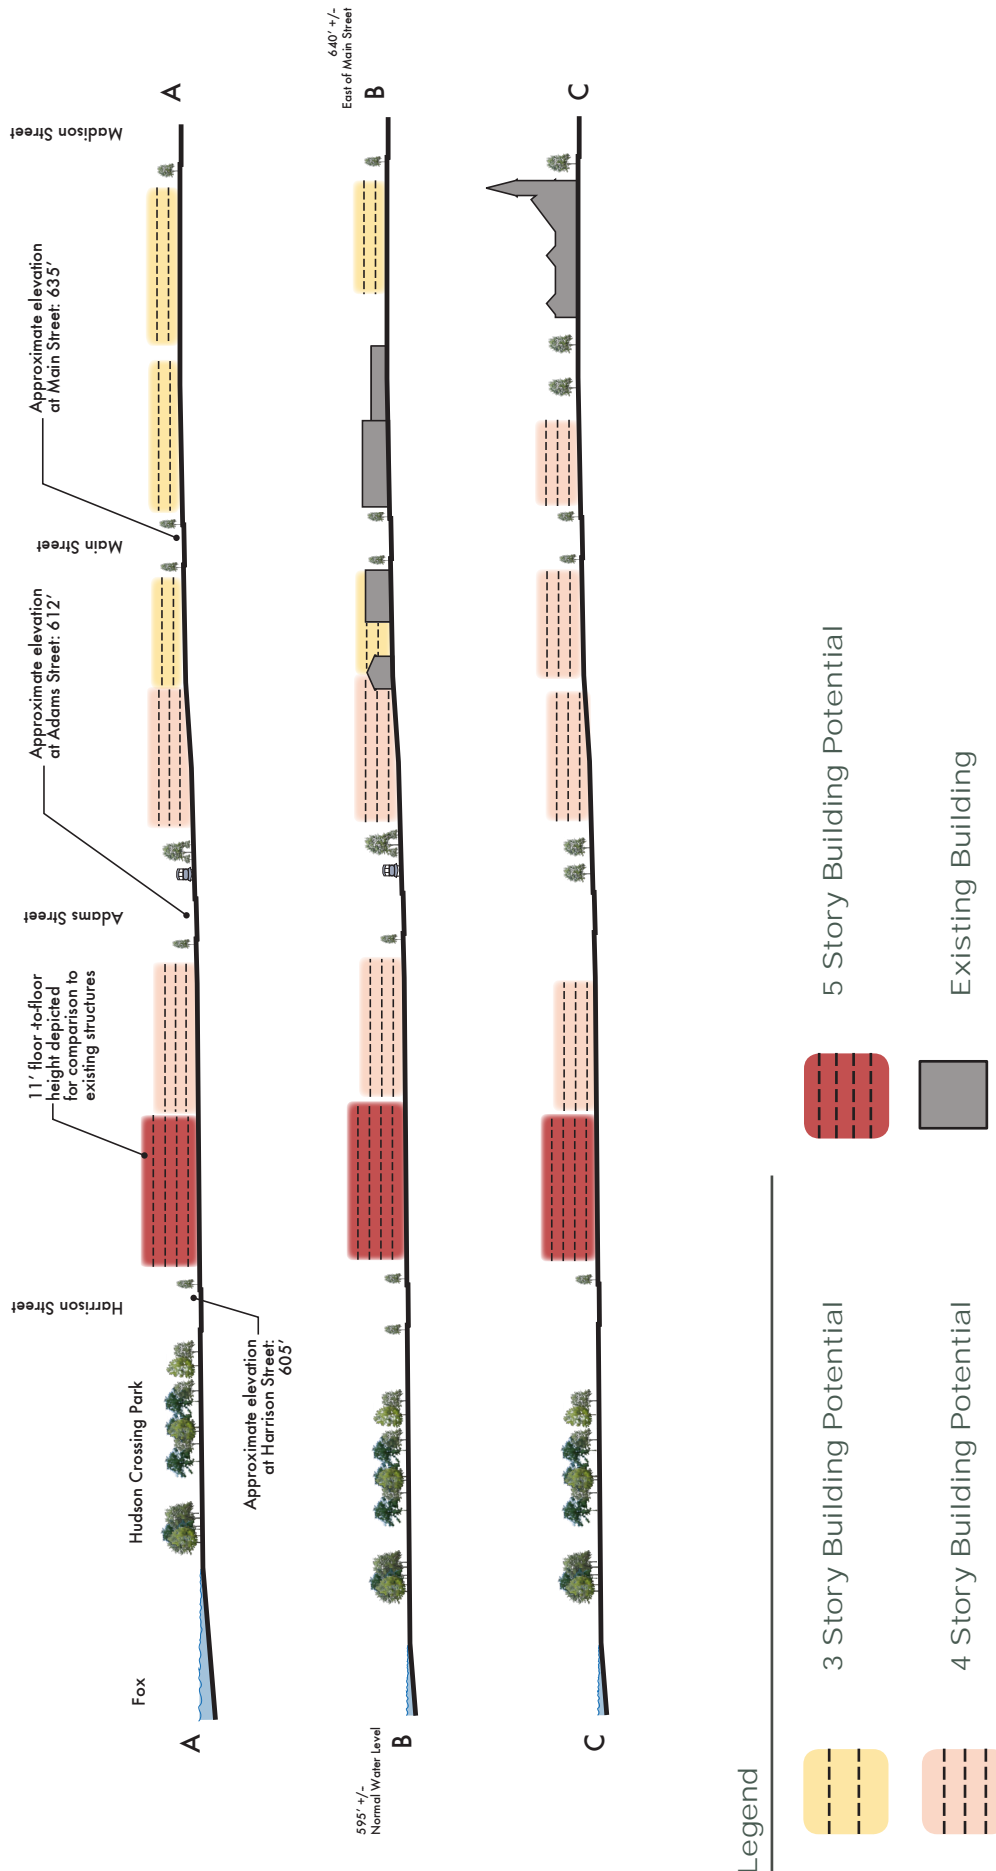 Fox
Hudson Crossing Park
Harrison Street
Adams Street
Main Street
Madison Street
11' floor-to-floor
height depicted
for comparison to
existing structures
Approximate elevation
at Adams Street: 612'
Approximate elevation
at Main Street: 635'
A
A
Approximate elevation
at Harrison Street:
605'
595' +/-
Normal Water Level
B
640' +/-
East of Main Street
B
C
C
Legend
3 Story Building Potential
5 Story Building Potential
4 Story Building Potential
Existing Building